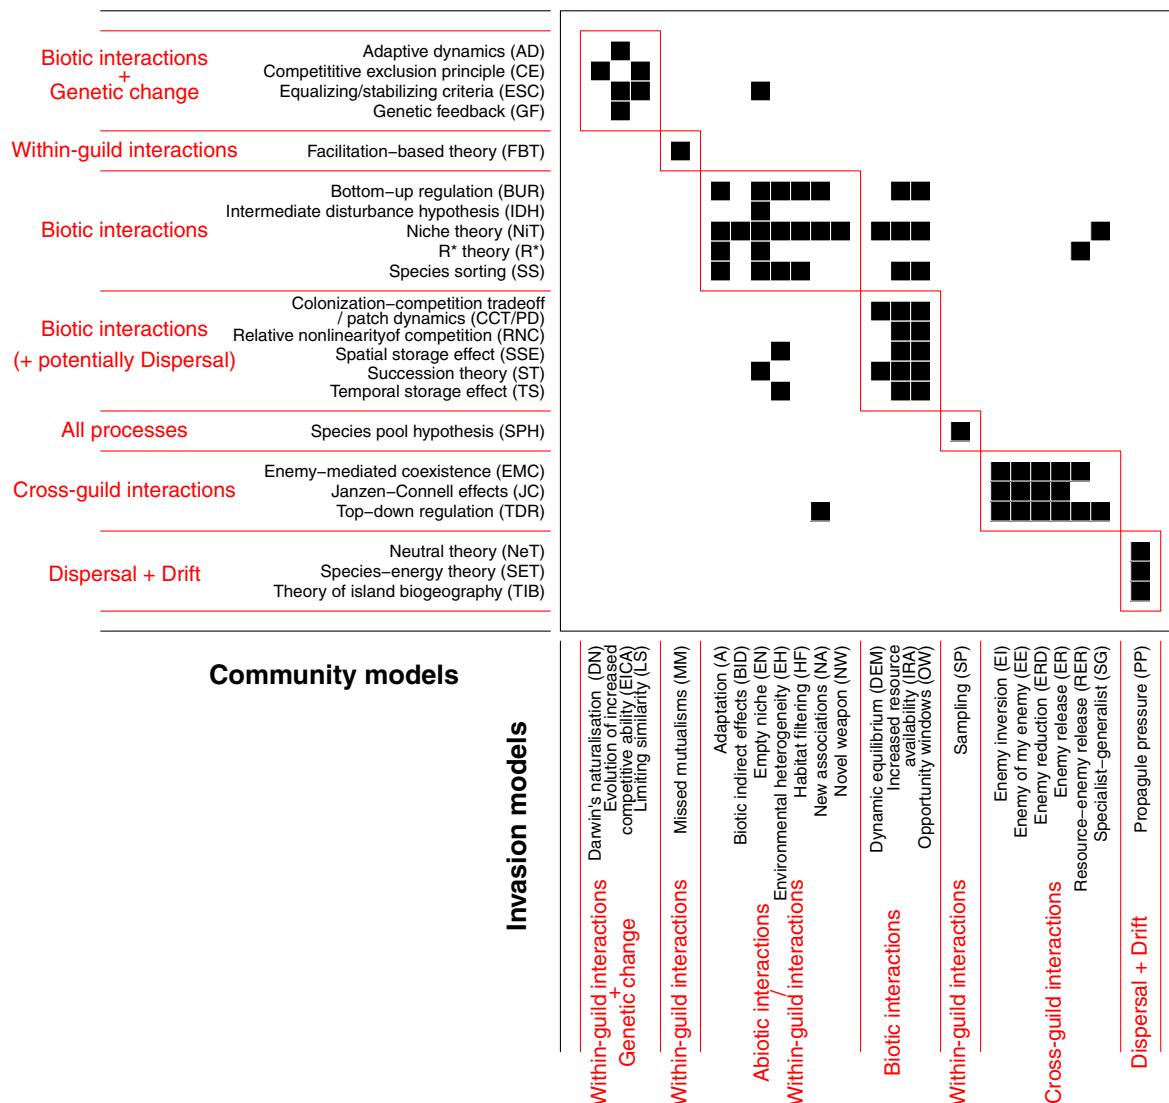 Biotic interactions
+
Genetic change
Adaptive dynamics (AD)
Competititive exclusion principle (CE)
Equalizing/stabilizing criteria (ESC)
Genetic feedback (GF)
Within-guild interactions
Facilitation−based theory (FBT)
Biotic interactions
Bottom−up regulation (BUR)
Intermediate disturbance hypothesis (IDH)
Niche theory (NiT)
R* theory (R*)
Species sorting (SS)
Biotic interactions
(+ potentially Dispersal)
Colonization−competition tradeoff
/ patch dynamics (CCT/PD)
Relative nonlinearityof competition (RNC)
Spatial storage effect (SSE)
Succession theory (ST)
Temporal storage effect (TS)
All processes
Species pool hypothesis (SPH)
Cross-guild interactions
Enemy−mediated coexistence (EMC)
Janzen−Connell effects (JC)
Top−down regulation (TDR)
Dispersal + Drift
Neutral theory (NeT)
Species−energy theory (SET)
Theory of island biogeography (TIB)
Community models
Invasion models
Darwin's naturalisation (DN)
Evolution of increased
competitive ability (EICA)
Limiting similarity (LS)
Missed mutualisms (MM)
Adaptation (A)
Biotic indirect effects (BID)
Empty niche (EN)
Environmental heterogeneity (EH)
Habitat filtering (HF)
New associations (NA)
Novel weapon (NW)
Dynamic equilibrium (DEM)
Increased resource
availability (IRA)
Opportunity windows (OW)
Sampling (SP)
Enemy inversion (EI)
Enemy of my enemy (EE)
Enemy reduction (ERD)
Enemy release (ER)
Resource−enemy release (RER)
Specialist−generalist (SG)
Propagule pressure (PP)
Within-guild interactions
+
Genetic change
Within-guild interactions
Abiotic interactions
/
Within-guild interactions
Biotic interactions
Within-guild interactions
Cross-guild interactions
Dispersal + Drift